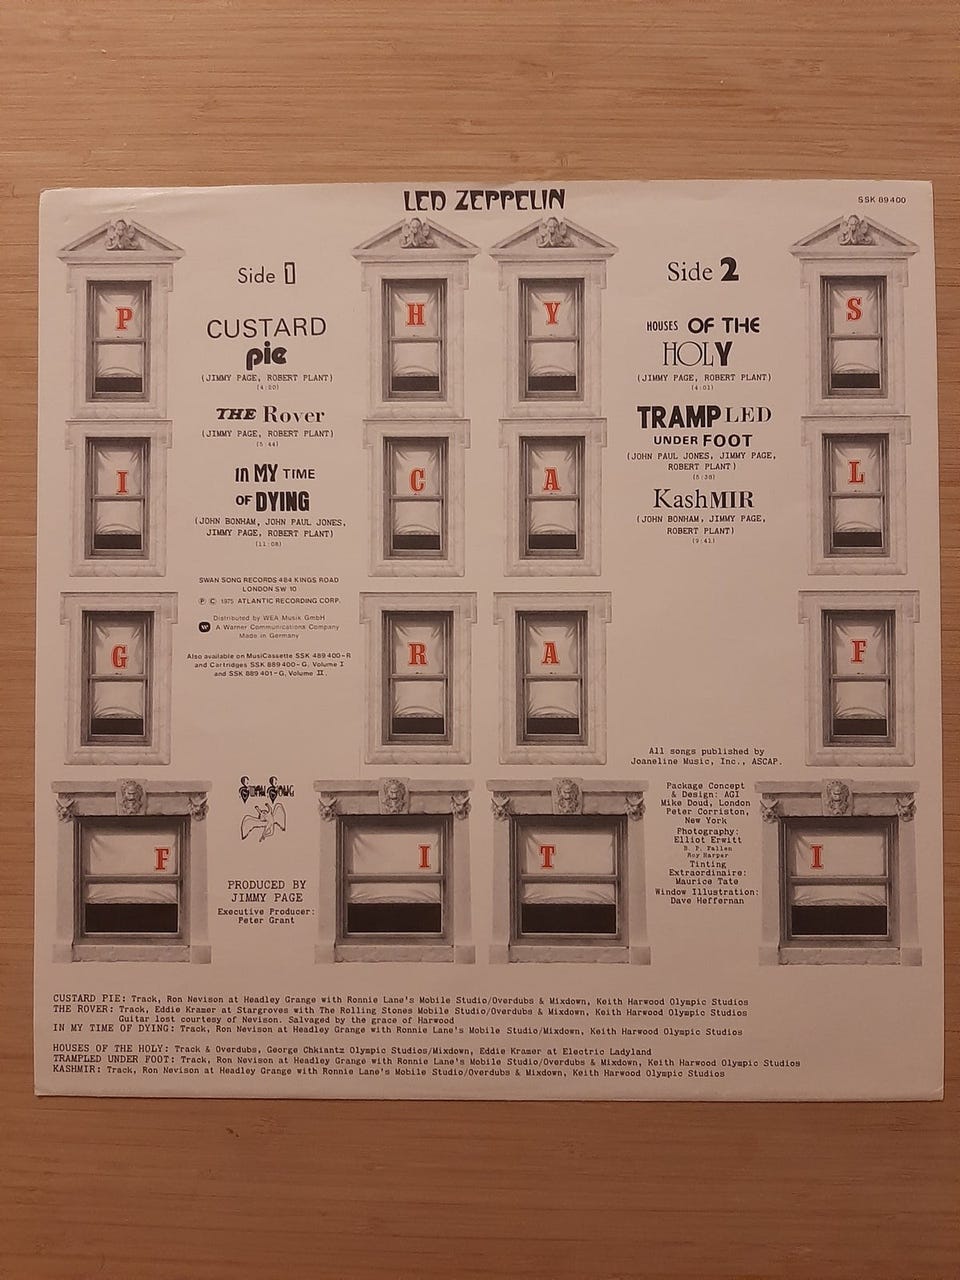 LED ZEPPELIN
SSK 89400
P H Y S
I C A L
G R A F
F I T I
Side 1
CUSTARD
pie
(JIMMY PAGE, ROBERT PLANT)
(4:20)
THE Rover
(JIMMY PAGE, ROBERT PLANT)
(5:44)
in MY TIME
OF DYING
(JOHN BONHAM, JOHN PAUL JONES,
JIMMY PAGE, ROBERT PLANT)
(11:08)
SWAN SONG RECORDS 484 KINGS ROAD
LONDON SW 10
Ⓟ © 1975 ATLANTIC RECORDING CORP.
Distributed by WEA Musik GmbH
A Warner Communications Company
Made in Germany
Also available on MusiCassette SSK 489400-R
and Cartridges SSK 889400-G, Volume I
and SSK 889401-G, Volume II.
Side 2
HOUSES OF THE
HOLY
(JIMMY PAGE, ROBERT PLANT)
(4:01)
TRAMPLED
UNDER FOOT
(JOHN PAUL JONES, JIMMY PAGE,
ROBERT PLANT)
(5:38)
KashMIR
(JOHN BONHAM, JIMMY PAGE,
ROBERT PLANT)
(9:41)
All songs published by
Joaneline Music, Inc., ASCAP.
Swan Song
PRODUCED BY
JIMMY PAGE
Executive Producer:
Peter Grant
Package Concept
& Design: AGI
Mike Doud, London
Peter Corriston,
New York
Photography:
Elliot Erwitt
B. P. Fallen
Roy Harper
Tinting
Extraordinaire:
Maurice Tate
Window Illustration:
Dave Heffernan
CUSTARD PIE: Track, Ron Nevison at Headley Grange with Ronnie Lane's Mobile Studio/Overdubs & Mixdown, Keith Harwood Olympic Studios
THE ROVER: Track, Eddie Kramer at Stargroves with The Rolling Stones Mobile Studio/Overdubs & Mixdown, Keith Harwood Olympic Studios
Guitar lost courtesy of Nevison. Salvaged by the grace of Harwood
IN MY TIME OF DYING: Track, Ron Nevison at Headley Grange with Ronnie Lane's Mobile Studio/Mixdown, Keith Harwood Olympic Studios
HOUSES OF THE HOLY: Track & Overdubs, George Chkiantz Olympic Studios/Mixdown, Eddie Kramer at Electric Ladyland
TRAMPLED UNDER FOOT: Track, Ron Nevison at Headley Grange with Ronnie Lane's Mobile Studio/Overdubs & Mixdown, Keith Harwood Olympic Studios
KASHMIR: Track, Ron Nevison at Headley Grange with Ronnie Lane's Mobile Studio/Overdubs & Mixdown, Keith Harwood Olympic Studios